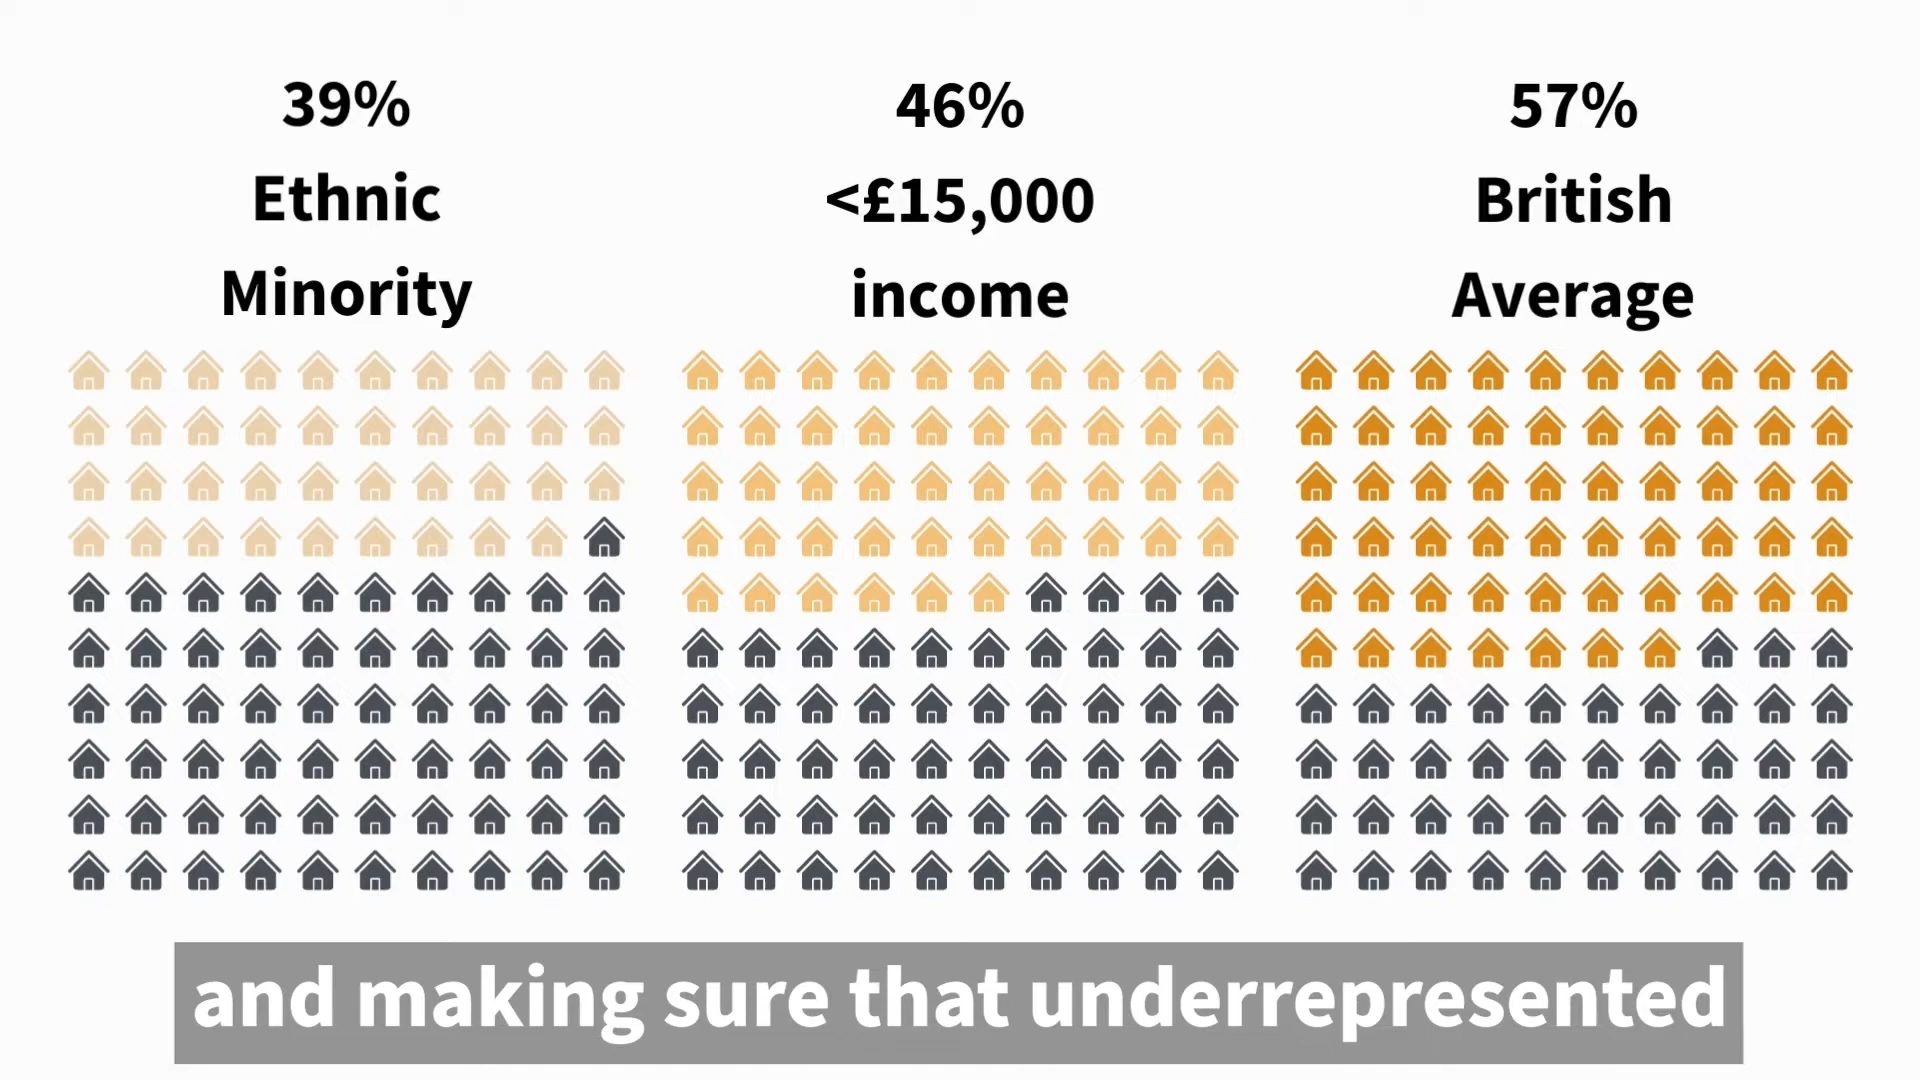 39%
Ethnic
Minority
46%
<£15,000
income
57%
British
Average
and making sure that underrepresented